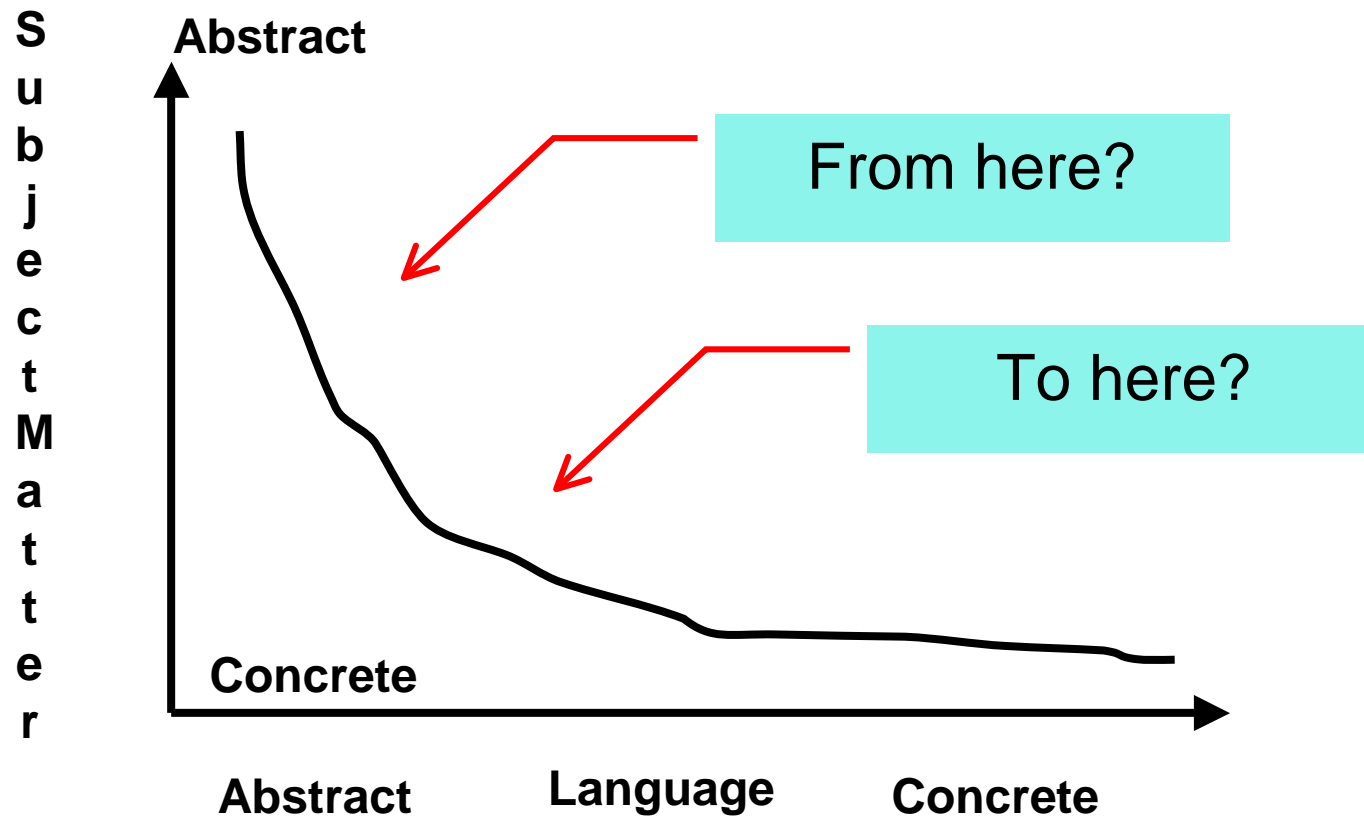 Subject Matter
Abstract
From here?
To here?
Concrete
Abstract
Language
Concrete